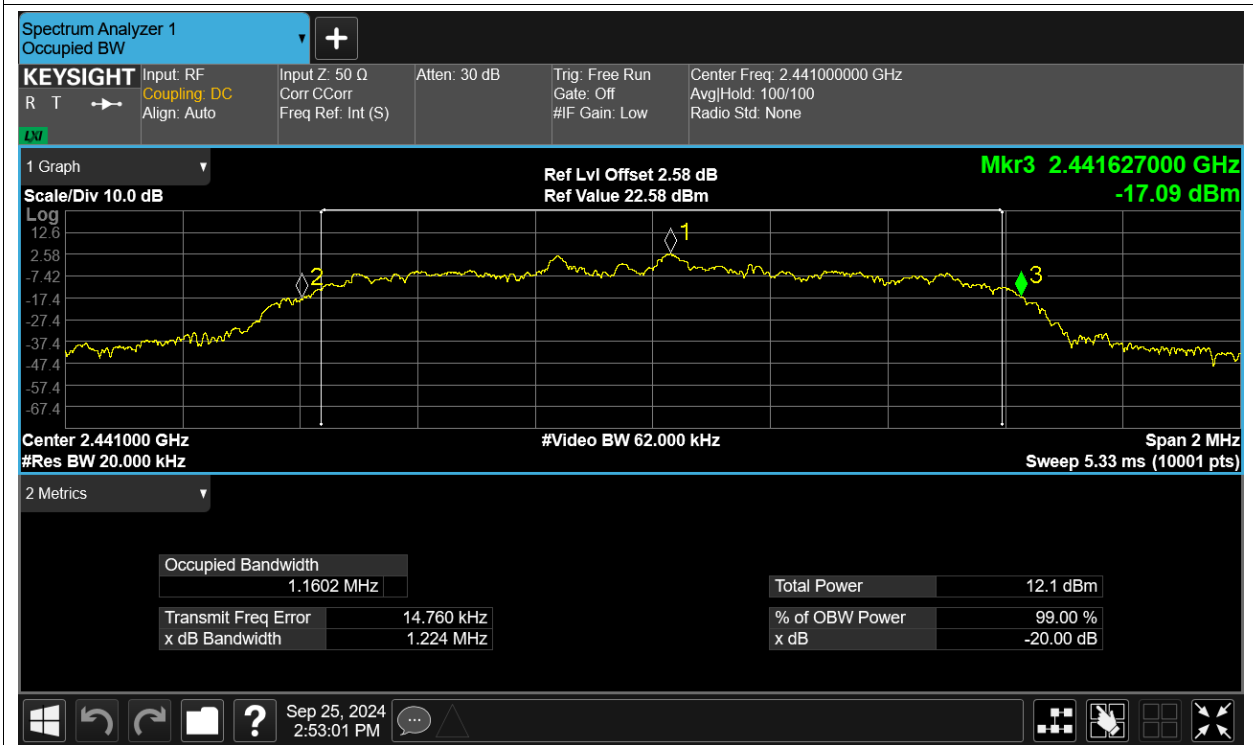 Spectrum Analyzer 1
Occupied BW
KEYSIGHT Input: RF Input Z: 50 Ω Atten: 30 dB Trig: Free Run Center Freq: 2.441000000 GHz
R T Coupling: DC Corr CCorr Gate: Off Avg|Hold: 100/100
Align: Auto Freq Ref: Int (S) #IF Gain: Low Radio Std: None
LXI
1 Graph Ref Lvl Offset 2.58 dB Mkr3 2.441627000 GHz
Scale/Div 10.0 dB Ref Value 22.58 dBm -17.09 dBm
Log
12.6
2.58
-7.42
-17.4
-27.4
-37.4
-47.4
-57.4
-67.4
1
2
3
Center 2.441000 GHz #Video BW 62.000 kHz Span 2 MHz
#Res BW 20.000 kHz Sweep 5.33 ms (10001 pts)
2 Metrics
Occupied Bandwidth
1.1602 MHz Total Power 12.1 dBm
Transmit Freq Error 14.760 kHz % of OBW Power 99.00 %
x dB Bandwidth 1.224 MHz x dB -20.00 dB
? Sep 25, 2024
2:53:01 PM